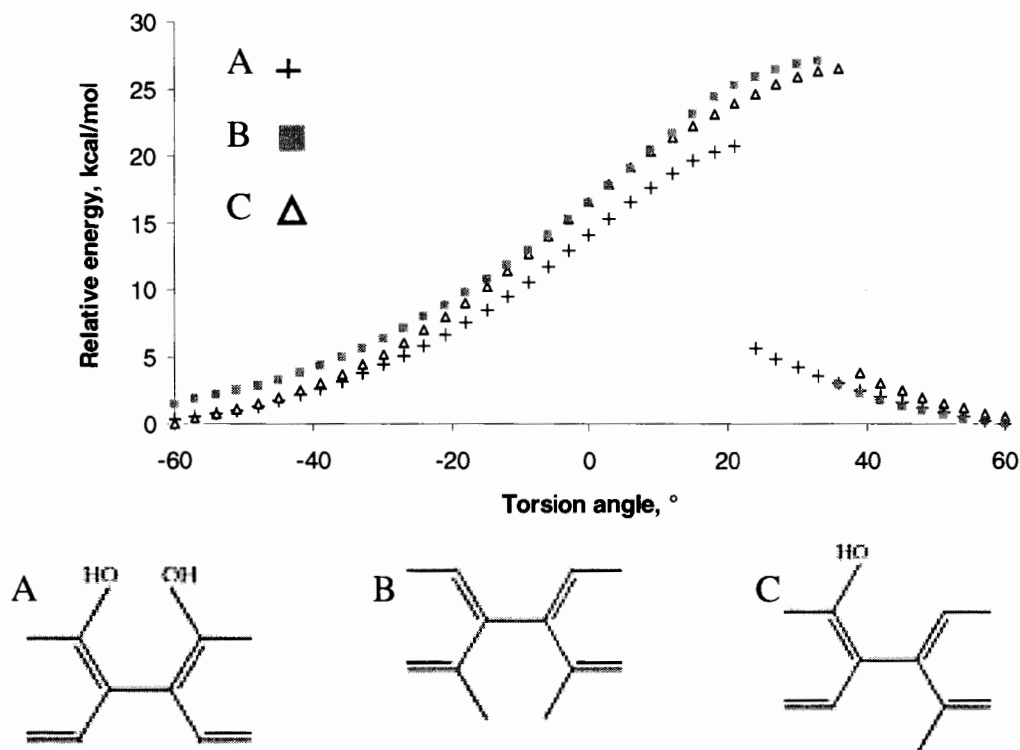 30
25
20
15
10
5
0
Relative energy, kcal/mol
A
B
C
-60 -40 -20 0 20 40 60
Torsion angle, °
A HO OH
B
C HO